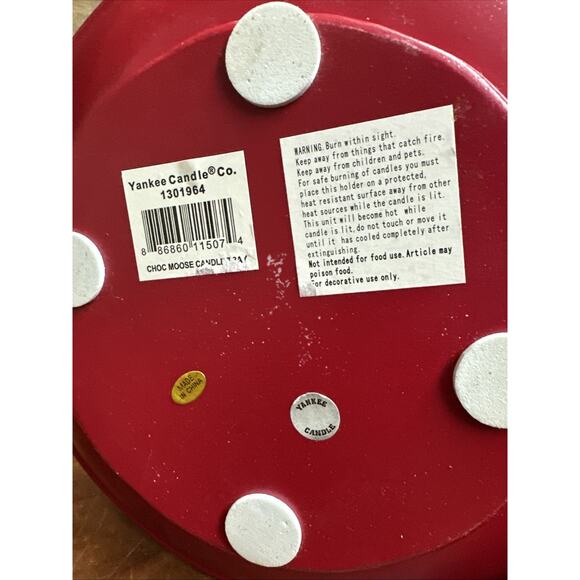 Yankee Candle® Co.
1301964
8 86860 11507 4
CHOC MOOSE CANDLE
WARNING. Burn within sight.
Keep away from things that catch fire.
Keep away from children and pets.
For safe burning of candles you must
place this holder on a protected,
heat resistant surface away from other
heat sources while the candle is lit.
This unit will become hot while
candle is lit, do not touch or move it
until it has cooled completely after
extinguishing.
Not intended for food use. Article may
poison food.
For decorative use only.
MADE
IN CHINA
YANKEE
CANDLE